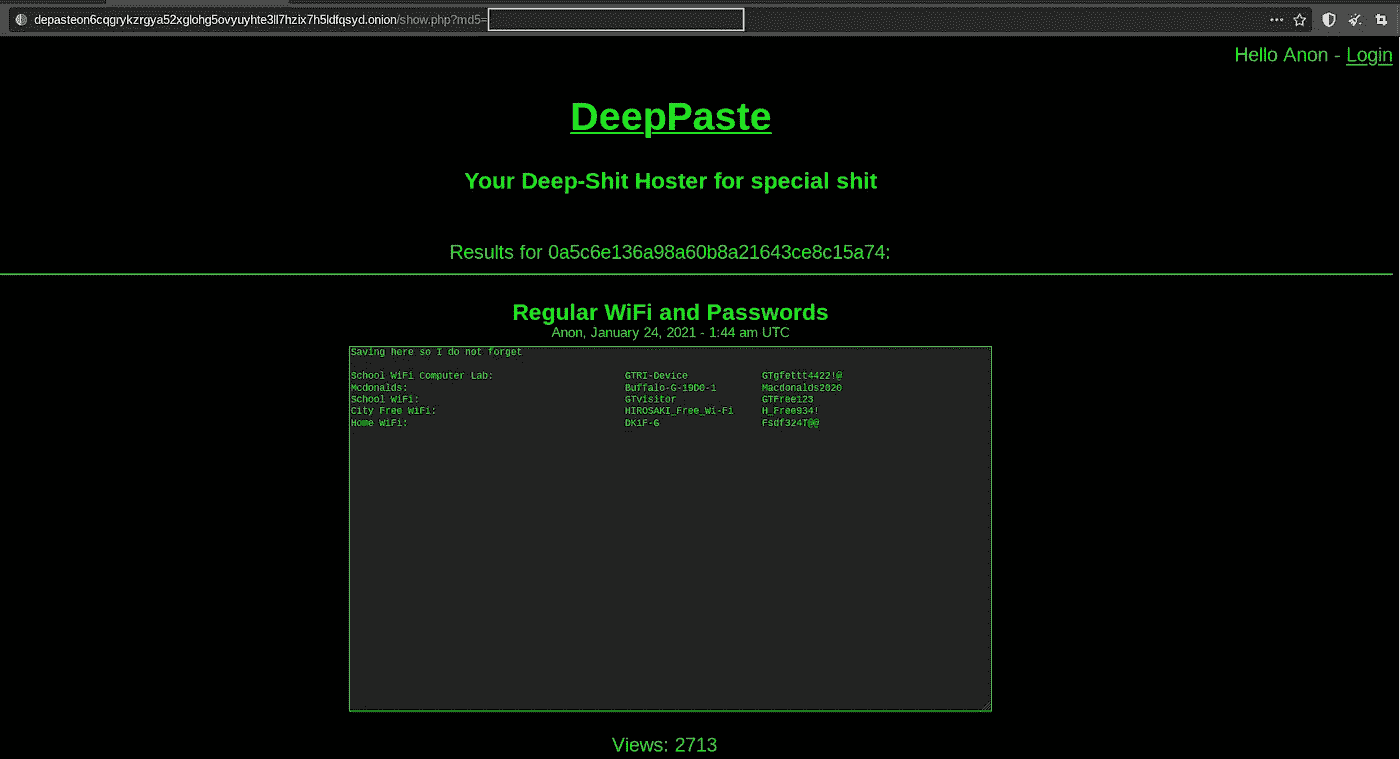 depasteon6cqgrykzrgya52xglohg5ovyuyhte3ll7hzix7h5ldfqsyd.onion/show.php?md5=
Hello Anon - Login
DeepPaste
Your Deep-Shit Hoster for special shit
Results for 0a5c6e136a98a60b8a21643ce8c15a74:
Regular WiFi and Passwords
Anon, January 24, 2021 - 1:44 am UTC
Saving here so I do not forget
School WiFi Computer Lab: GTRI-Device GTgfettt4422!@
Mcdonalds: Buffalo-G-19D0-1 Macdonalds2020
School WiFi: GTvisitor GTFree123
City Free WiFi: HIROSAKI_Free_Wi-Fi H_Free934!
Home WiFi: DK1F-G Fsdf324T@@
Views: 2713